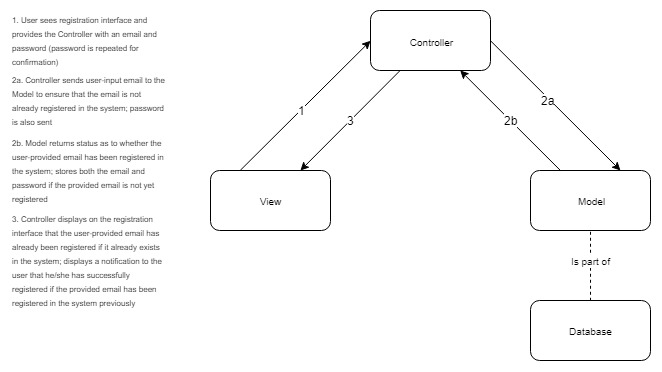 1. User sees registration interface and
provides the Controller with an email and
password (password is repeated for
confirmation)
2a. Controller sends user-input email to the
Model to ensure that the email is not
already registered in the system; password
is also sent
2b. Model returns status as to whether the
user-provided email has been registered in
the system; stores both the email and
password if the provided email is not yet
registered
3. Controller displays on the registration
interface that the user-provided email has
already been registered if it already exists
in the system; displays a notification to the
user that he/she has successfully
registered if the provided email has been
registered in the system previously
Controller
1
3
2b
2a
View
Model
Is part of
Database